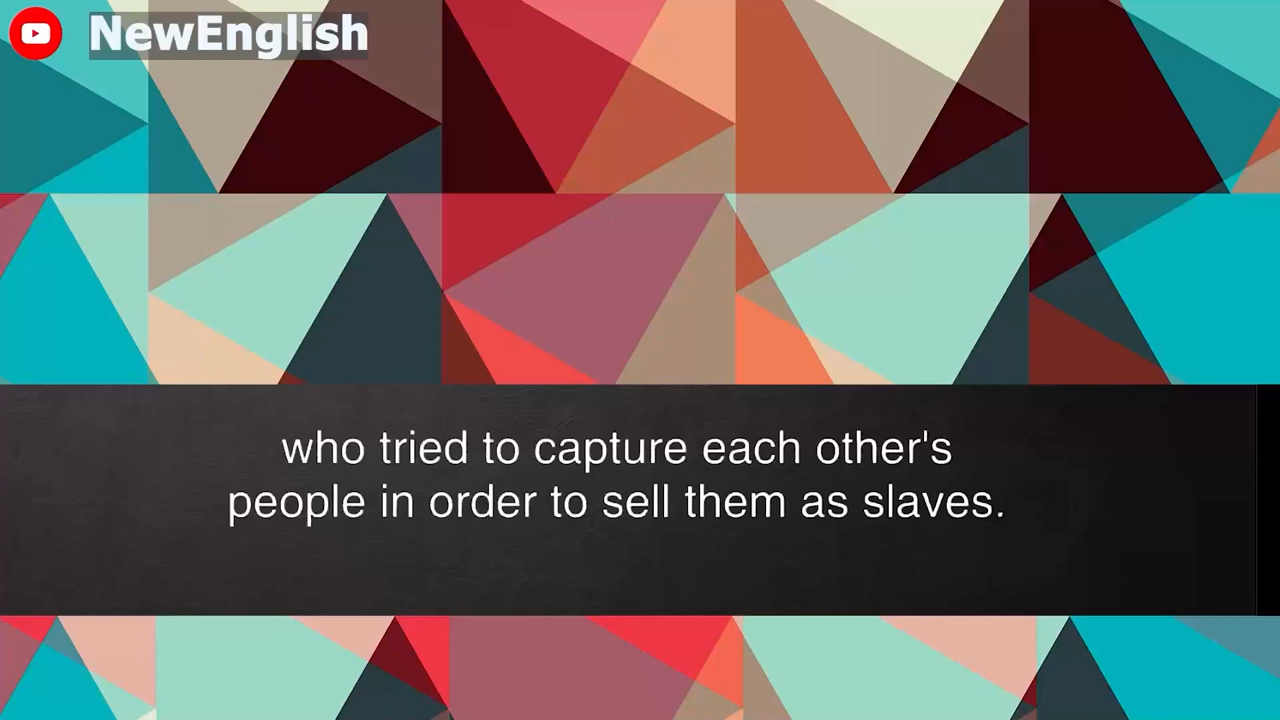 NewEnglish
who tried to capture each other's
people in order to sell them as slaves.